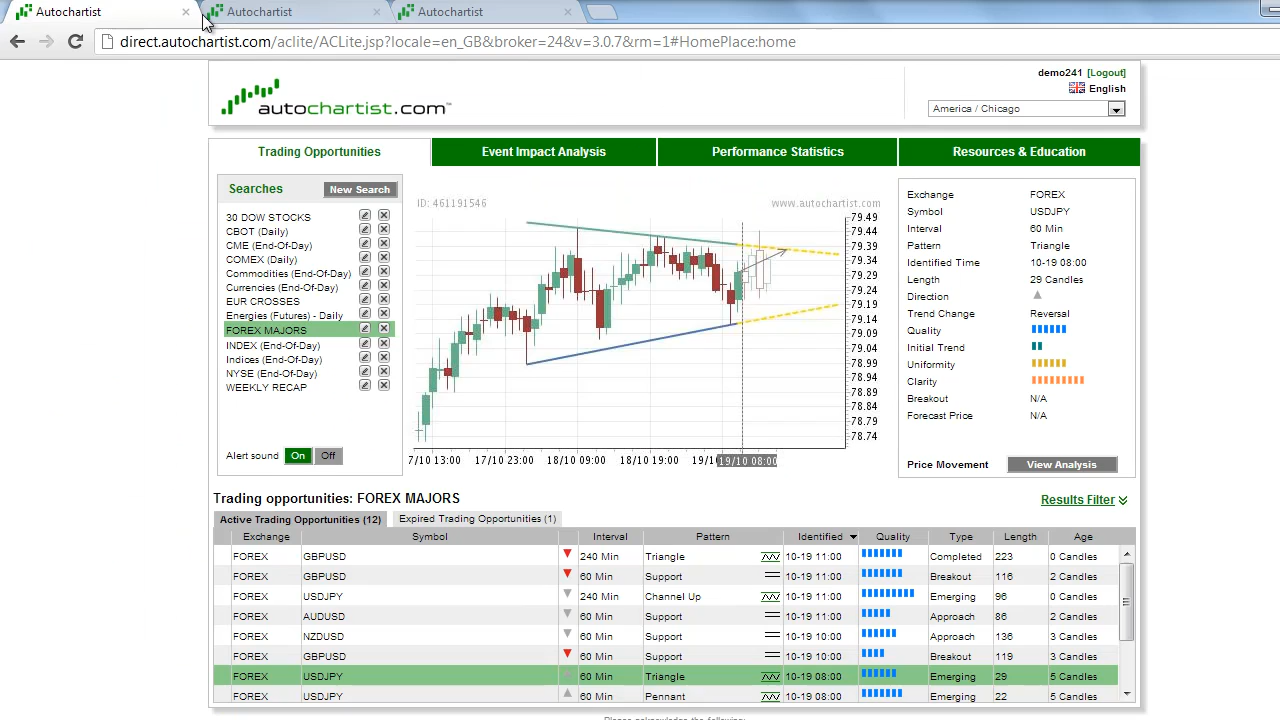 Autochartist
Autochartist
Autochartist
direct.autochartist.com/aclite/ACLite.jsp?locale=en_GB&broker=24&v=3.0.7&rm=1#HomePlace:home
autochartist.com™
demo241 [Logout]
English
America / Chicago
Trading Opportunities
Event Impact Analysis
Performance Statistics
Resources & Education
Searches
New Search
30 DOW STOCKS
CBOT (Daily)
CME (End-Of-Day)
COMEX (Daily)
Commodities (End-Of-Day)
Currencies (End-Of-Day)
EUR CROSSES
Energies (Futures) - Daily
FOREX MAJORS
INDEX (End-Of-Day)
Indices (End-Of-Day)
NYSE (End-Of-Day)
WEEKLY RECAP
Alert sound On Off
ID: 461191546
www.autochartist.com
79.49
79.44
79.39
79.34
79.29
79.24
79.19
79.14
79.09
79.04
78.99
78.94
78.89
78.84
78.79
78.74
7/10 13:00 17/10 23:00 18/10 09:00 18/10 19:00 19/1 19/10 08:00
Exchange FOREX
Symbol USDJPY
Interval 60 Min
Pattern Triangle
Identified Time 10-19 08:00
Length 29 Candles
Direction
Trend Change Reversal
Quality
Initial Trend
Uniformity
Clarity
Breakout N/A
Forecast Price N/A
Price Movement View Analysis
Trading opportunities: FOREX MAJORS
Results Filter
Active Trading Opportunities (12) Expired Trading Opportunities (1)
Exchange Symbol Interval Pattern Identified Quality Type Length Age
FOREX GBPUSD 240 Min Triangle 10-19 11:00 Completed 223 0 Candles
FOREX GBPUSD 60 Min Support 10-19 11:00 Breakout 116 2 Candles
FOREX USDJPY 240 Min Channel Up 10-19 11:00 Emerging 96 0 Candles
FOREX AUDUSD 60 Min Support 10-19 11:00 Approach 86 2 Candles
FOREX NZDUSD 60 Min Support 10-19 10:00 Approach 136 3 Candles
FOREX GBPUSD 60 Min Support 10-19 10:00 Breakout 119 3 Candles
FOREX USDJPY 60 Min Triangle 10-19 08:00 Emerging 29 5 Candles
FOREX USDJPY 60 Min Pennant 10-19 08:00 Emerging 22 5 Candles
Please acknowledge the following: